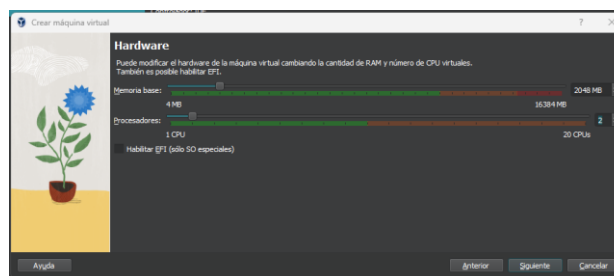 Crear máquina virtual
Hardware
Puede modificar el hardware de la máquina virtual cambiando la cantidad de RAM y número de CPU virtuales.
También es posible habilitar EFI.
Memoria base: 2048 MB
4 MB 16384 MB
Procesadores: 2
1 CPU 20 CPUs
Habilitar EFI (sólo SO especiales)
Ayuda Anterior Siguiente Cancelar